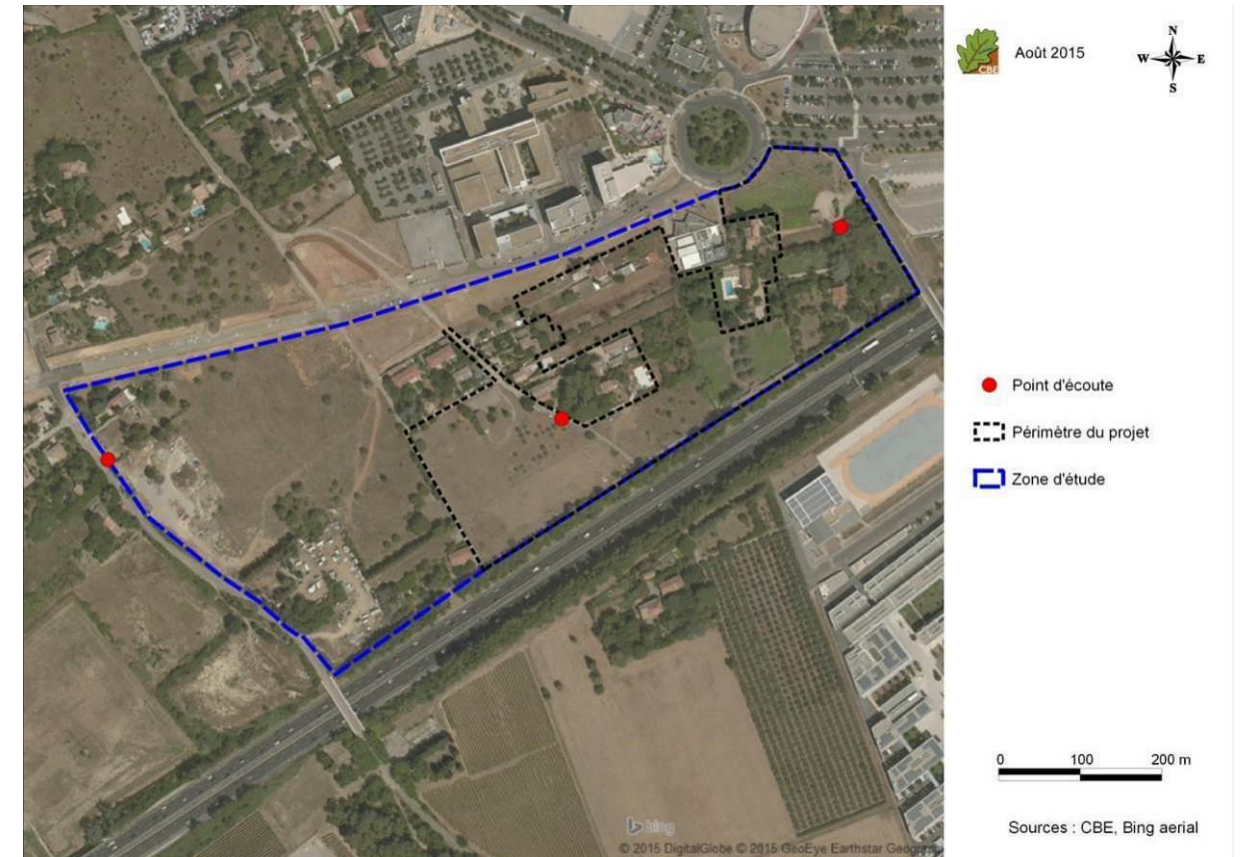 CBE
Août 2015
N
W E
S
Point d'écoute
Périmètre du projet
Zone d'étude
0 100 200 m
Sources : CBE, Bing aerial
bing
© 2015 DigitalGlobe © 2015 GeoEye Earthstar Geograph